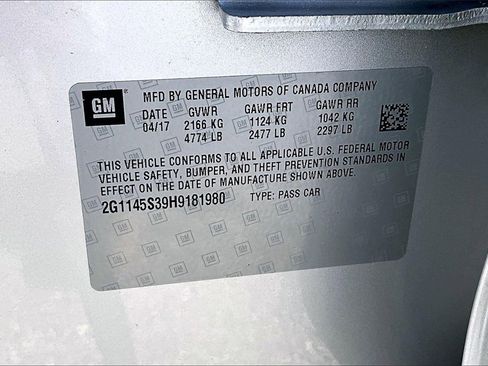 GM
MFD BY GENERAL MOTORS OF CANADA COMPANY
DATE GVWR GAWR FRT GAWR RR
04/17 2166 KG 1124 KG 1042 KG
4774 LB 2477 LB 2297 LB
THIS VEHICLE CONFORMS TO ALL APPLICABLE U.S. FEDERAL MOTOR
VEHICLE SAFETY, BUMPER, AND THEFT PREVENTION STANDARDS IN
EFFECT ON THE DATE OF MANUFACTURE SHOWN ABOVE.
2G1145S39H9181980 TYPE: PASS CAR